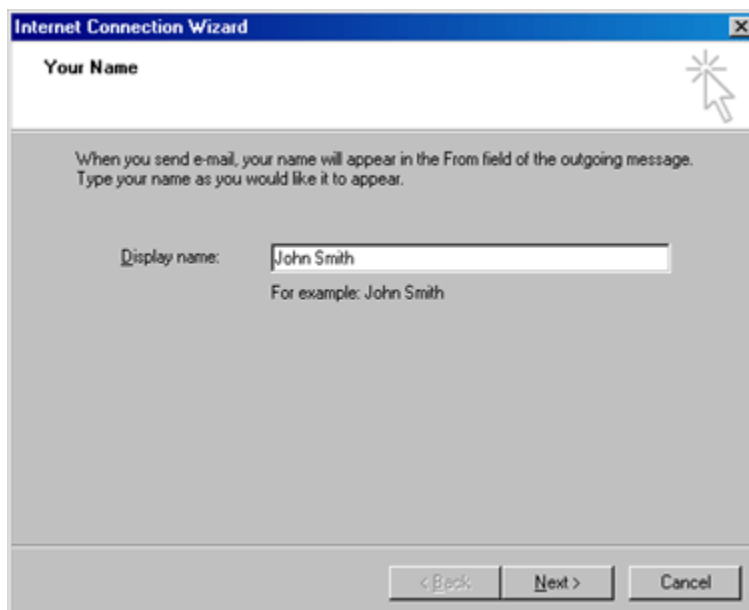 Internet Connection Wizard
Your Name
When you send e-mail, your name will appear in the From field of the outgoing message.
Type your name as you would like it to appear.
Display name: John Smith
For example: John Smith
< Back Next > Cancel